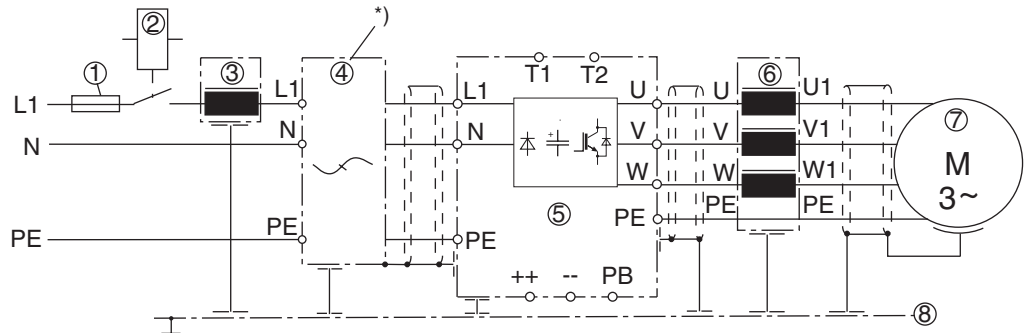 *)
②
① ③ ④ T1 T2 ⑥
L1 L1 L1 U U U1
⑦
N N N V V V1
+
M
W W W1
3~
⑤ PE PE PE
PE PE PE
++ -- PB
⑧